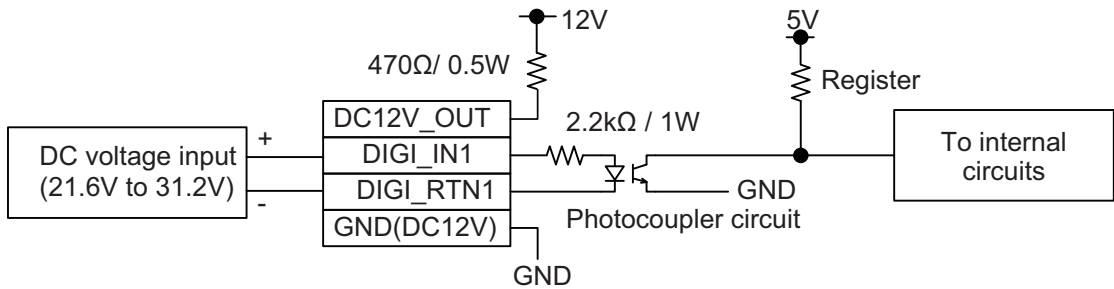 12V
5V
470Ω/ 0.5W
Register
DC12V_OUT
2.2kΩ / 1W
DC voltage input
(21.6V to 31.2V)
+
-
DIGI_IN1
DIGI_RTN1
GND(DC12V)
GND
Photocoupler circuit
GND
To internal
circuits